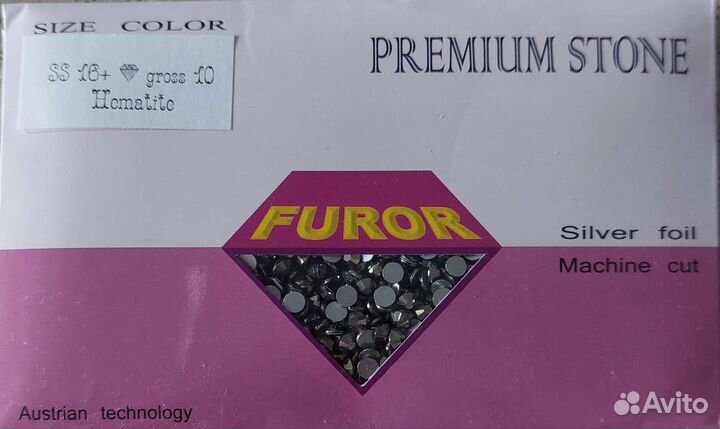 SIZE COLOR
SS 16+ gross 10
Hematite
PREMIUM STONE
FUROR
Silver foil
Machine cut
Austrian technology
Avito